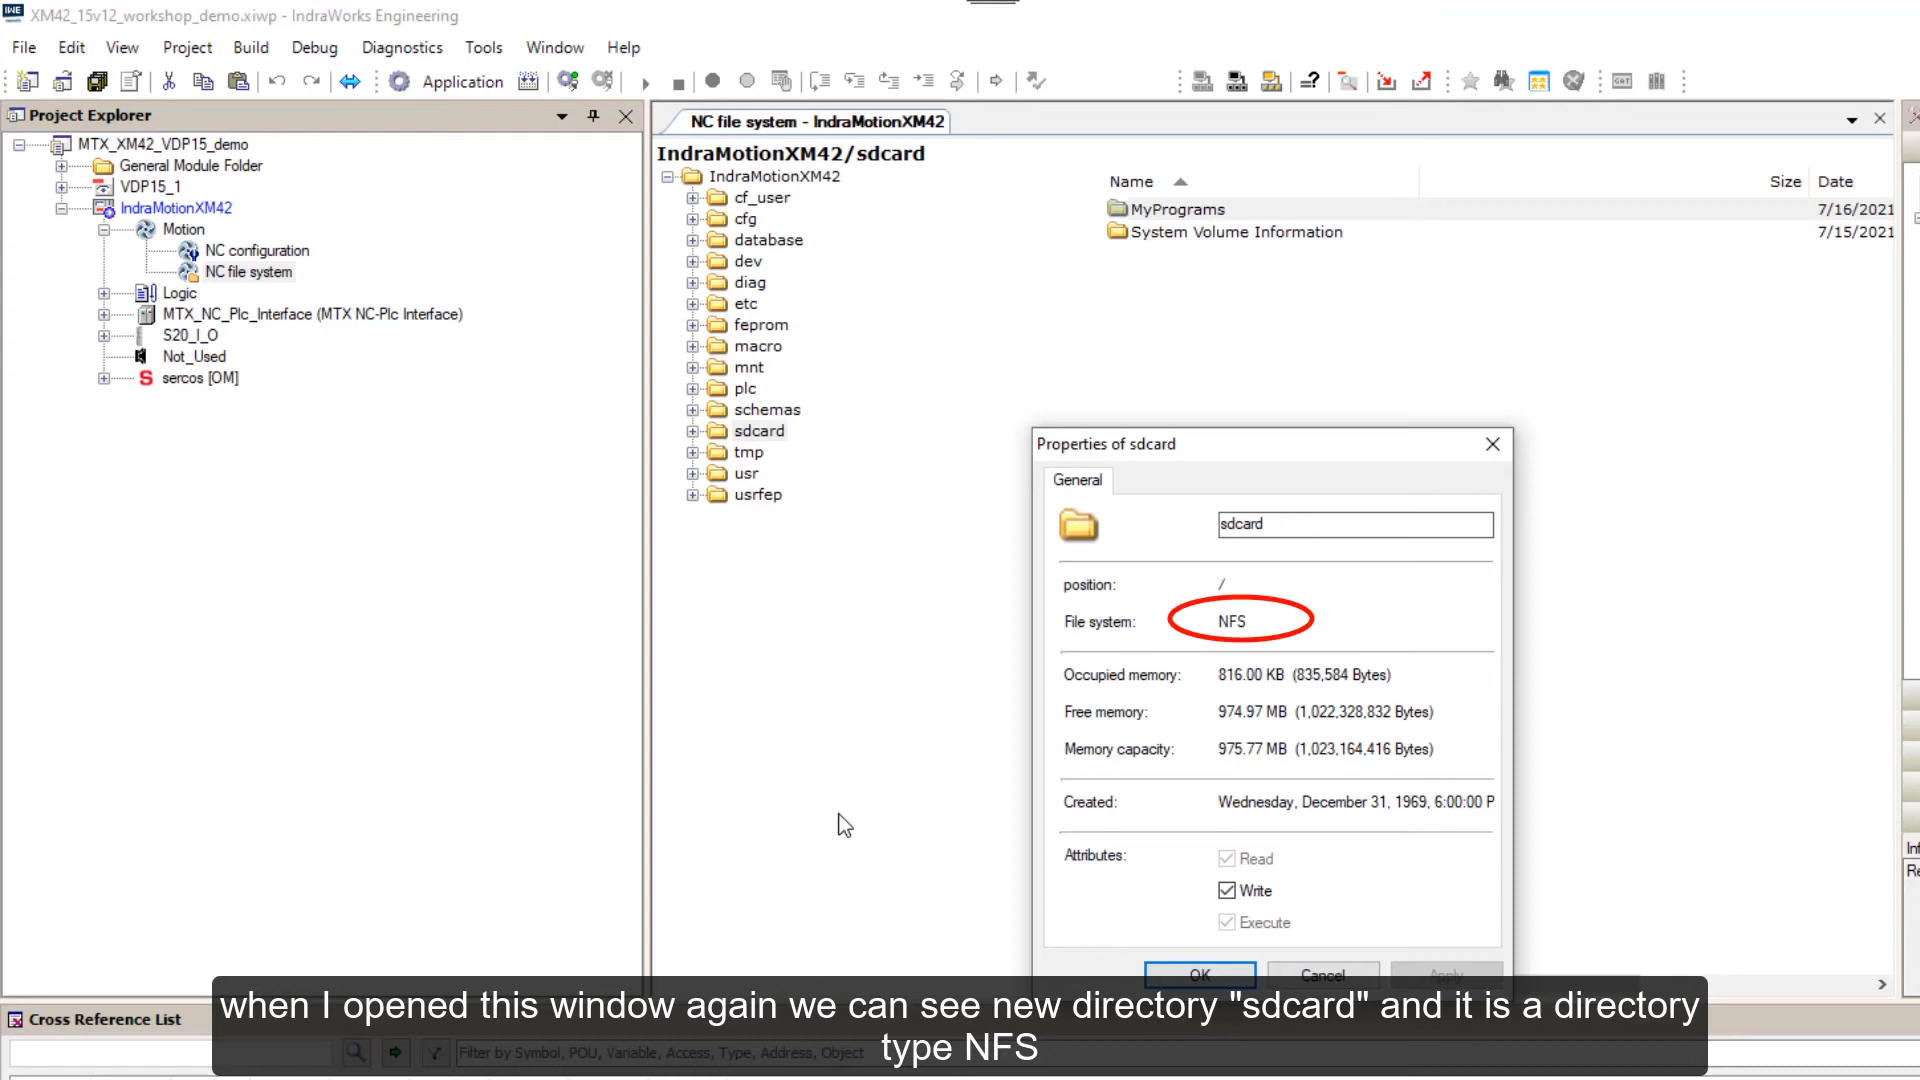 XM42_15v12_workshop_demo.xiwp - IndraWorks Engineering
File Edit View Project Build Debug Diagnostics Tools Window Help
Application
Project Explorer
MTX_XM42_VDP15_demo
General Module Folder
VDP15_1
IndraMotionXM42
Motion
NC configuration
NC file system
Logic
MTX_NC_Plc_Interface (MTX NC-Plc Interface)
S20_I_O
Not_Used
sercos [OM]
NC file system - IndraMotionXM42
IndraMotionXM42/sdcard
IndraMotionXM42
cf_user
cfg
database
dev
diag
etc
feprom
macro
mnt
plc
schemas
sdcard
tmp
usr
usrfep
Name Size Date
MyPrograms 7/16/2021
System Volume Information 7/15/2021
Properties of sdcard
General
sdcard
position: /
File system: NFS
Occupied memory: 816.00 KB (835,584 Bytes)
Free memory: 974.97 MB (1,022,328,832 Bytes)
Memory capacity: 975.77 MB (1,023,164,416 Bytes)
Created: Wednesday, December 31, 1969, 6:00:00 P
Attributes: Read
Write
Execute
OK Cancel Apply
Cross Reference List
Filter by Symbol, POU, Variable, Access, Type, Address, Object
when I opened this window again we can see new directory "sdcard" and it is a directory
type NFS